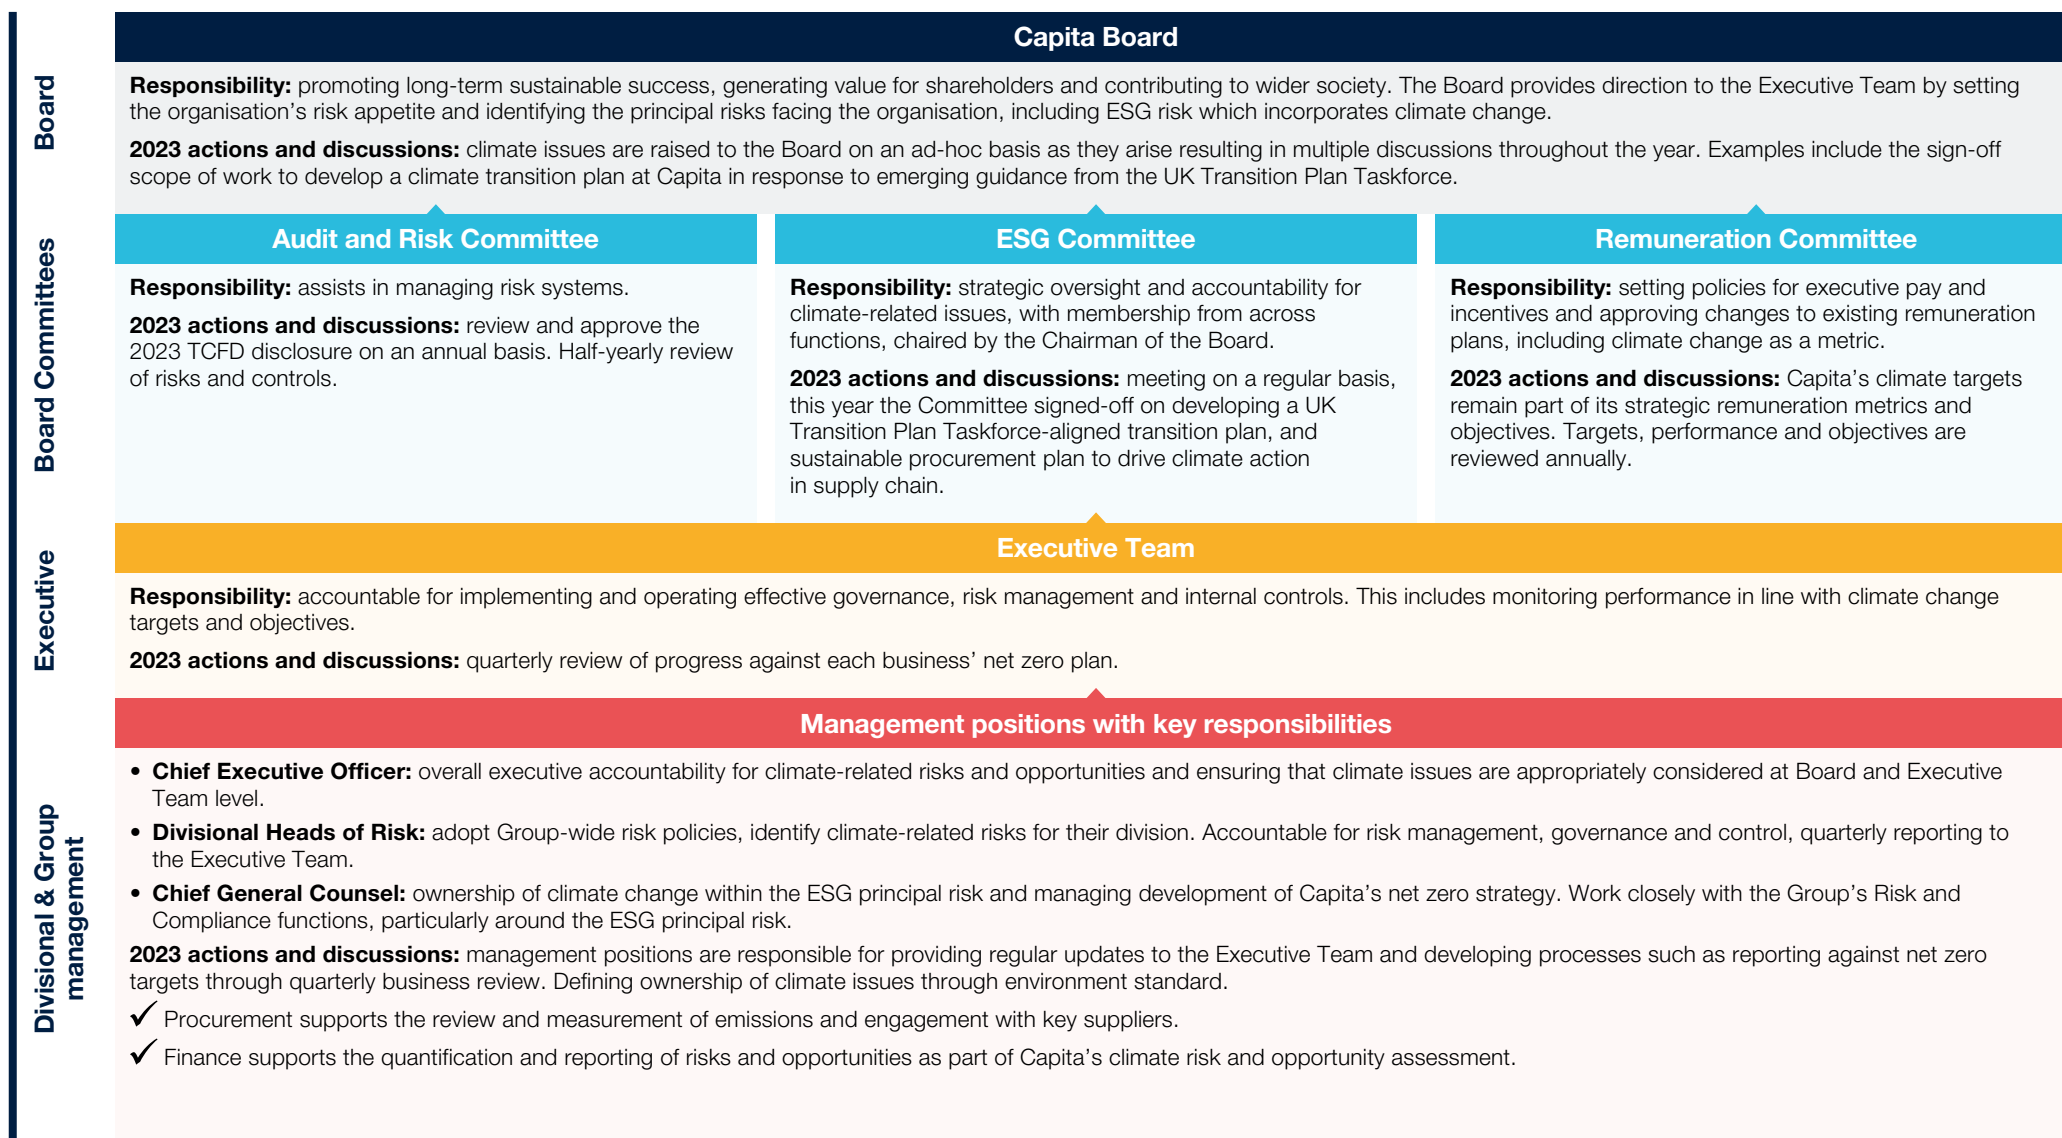 Board
Capita Board
Responsibility: promoting long-term sustainable success, generating value for shareholders and contributing to wider society. The Board provides direction to the Executive Team by setting
the organisation’s risk appetite and identifying the principal risks facing the organisation, including ESG risk which incorporates climate change.
2023 actions and discussions: climate issues are raised to the Board on an ad-hoc basis as they arise resulting in multiple discussions throughout the year. Examples include the sign-off
scope of work to develop a climate transition plan at Capita in response to emerging guidance from the UK Transition Plan Taskforce.
Board Committees
Audit and Risk Committee
Responsibility: assists in managing risk systems.
2023 actions and discussions: review and approve the
2023 TCFD disclosure on an annual basis. Half-yearly review
of risks and controls.
ESG Committee
Responsibility: strategic oversight and accountability for
climate-related issues, with membership from across
functions, chaired by the Chairman of the Board.
2023 actions and discussions: meeting on a regular basis,
this year the Committee signed-off on developing a UK
Transition Plan Taskforce-aligned transition plan, and
sustainable procurement plan to drive climate action
in supply chain.
Remuneration Committee
Responsibility: setting policies for executive pay and
incentives and approving changes to existing remuneration
plans, including climate change as a metric.
2023 actions and discussions: Capita’s climate targets
remain part of its strategic remuneration metrics and
objectives. Targets, performance and objectives are
reviewed annually.
Executive
Executive Team
Responsibility: accountable for implementing and operating effective governance, risk management and internal controls. This includes monitoring performance in line with climate change
targets and objectives.
2023 actions and discussions: quarterly review of progress against each business’ net zero plan.
Divisional & Group
management
Management positions with key responsibilities
• Chief Executive Officer: overall executive accountability for climate-related risks and opportunities and ensuring that climate issues are appropriately considered at Board and Executive
Team level.
• Divisional Heads of Risk: adopt Group-wide risk policies, identify climate-related risks for their division. Accountable for risk management, governance and control, quarterly reporting to
the Executive Team.
• Chief General Counsel: ownership of climate change within the ESG principal risk and managing development of Capita’s net zero strategy. Work closely with the Group’s Risk and
Compliance functions, particularly around the ESG principal risk.
2023 actions and discussions: management positions are responsible for providing regular updates to the Executive Team and developing processes such as reporting against net zero
targets through quarterly business review. Defining ownership of climate issues through environment standard.
✓ Procurement supports the review and measurement of emissions and engagement with key suppliers.
✓ Finance supports the quantification and reporting of risks and opportunities as part of Capita’s climate risk and opportunity assessment.